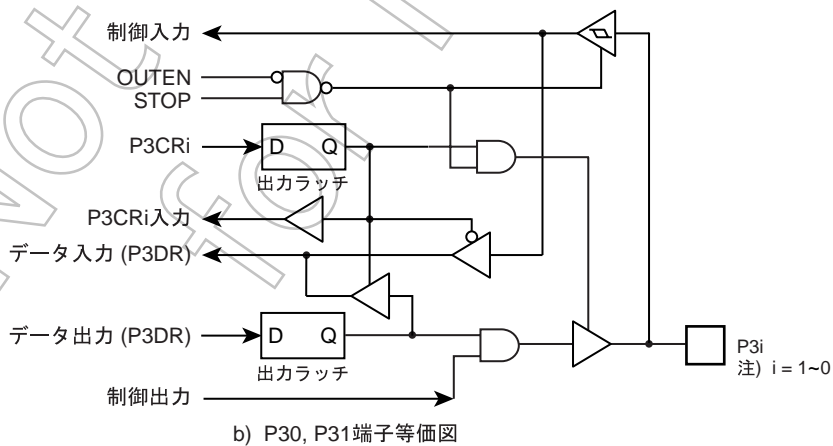 制御入力
OUTEN
STOP
P3CRi
D Q
出力ラッチ
P3CRi入力
データ入力 (P3DR)
データ出力 (P3DR)
D Q
出力ラッチ
制御出力
P3i
注) i = 1~0
b) P30, P31端子等価図
Not
for